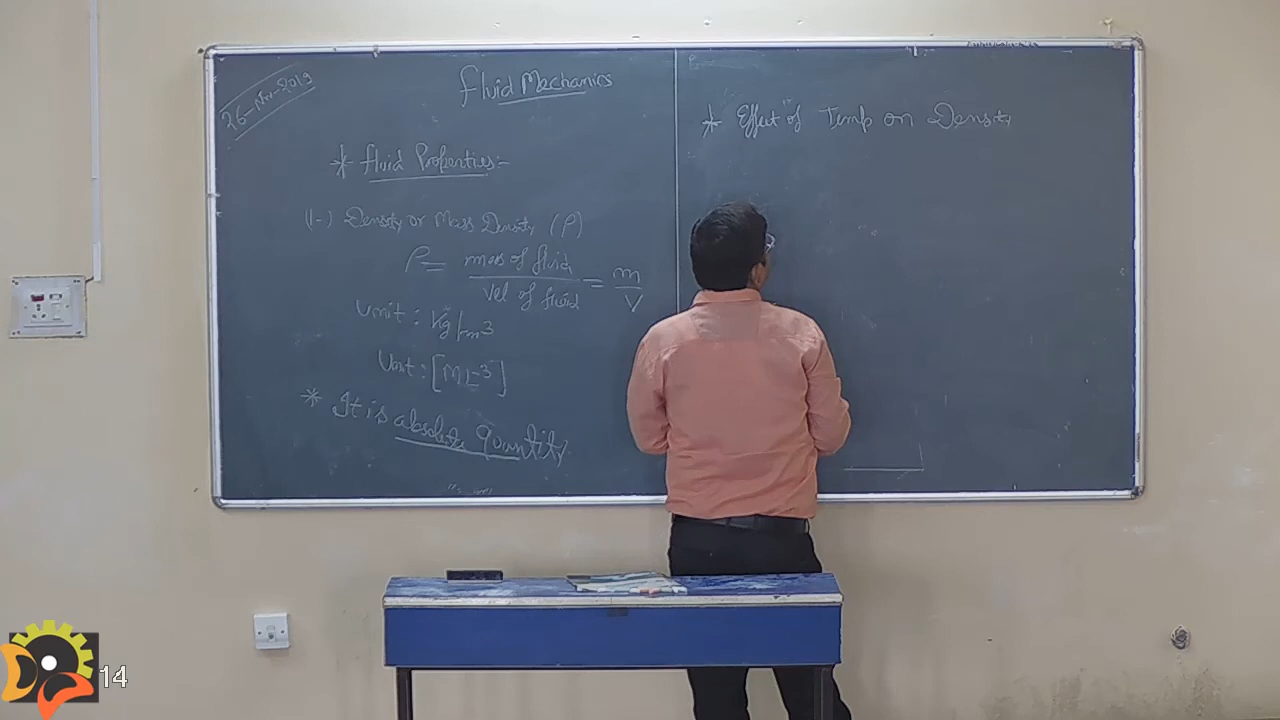 26-Nov-2019
Fluid Mechanics
* Fluid Properties:-
(1-) Density or Mass Density (ρ)
ρ = mass of fluid / Vol of fluid = m / V
Unit : Kg/m3
Unit : [ML-3]
* It is absolute quantity.
* Effect of Temp on Density
14